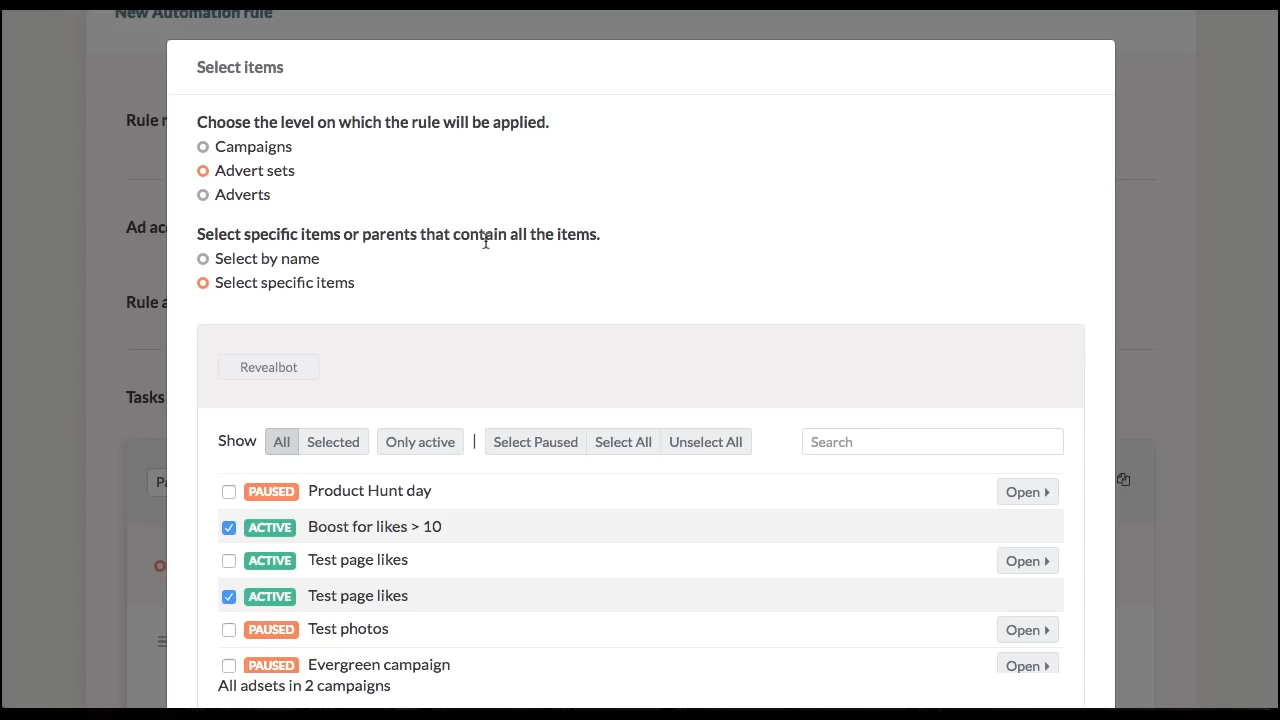 New Automation rule
Select items
Choose the level on which the rule will be applied.
Campaigns
Rule
Advert sets
Adverts
Ad
Select specific items or parents that contain all the items.
Select by name
Select specific items
Rule
Revealbot
Tasks
Show All Selected Only active | Select Paused Select All Unselect All Search
PAUSED Product Hunt day Open
ACTIVE Boost for likes > 10
ACTIVE Test page likes Open
ACTIVE Test page likes
PAUSED Test photos Open
PAUSED Evergreen campaign Open
All adsets in 2 campaigns